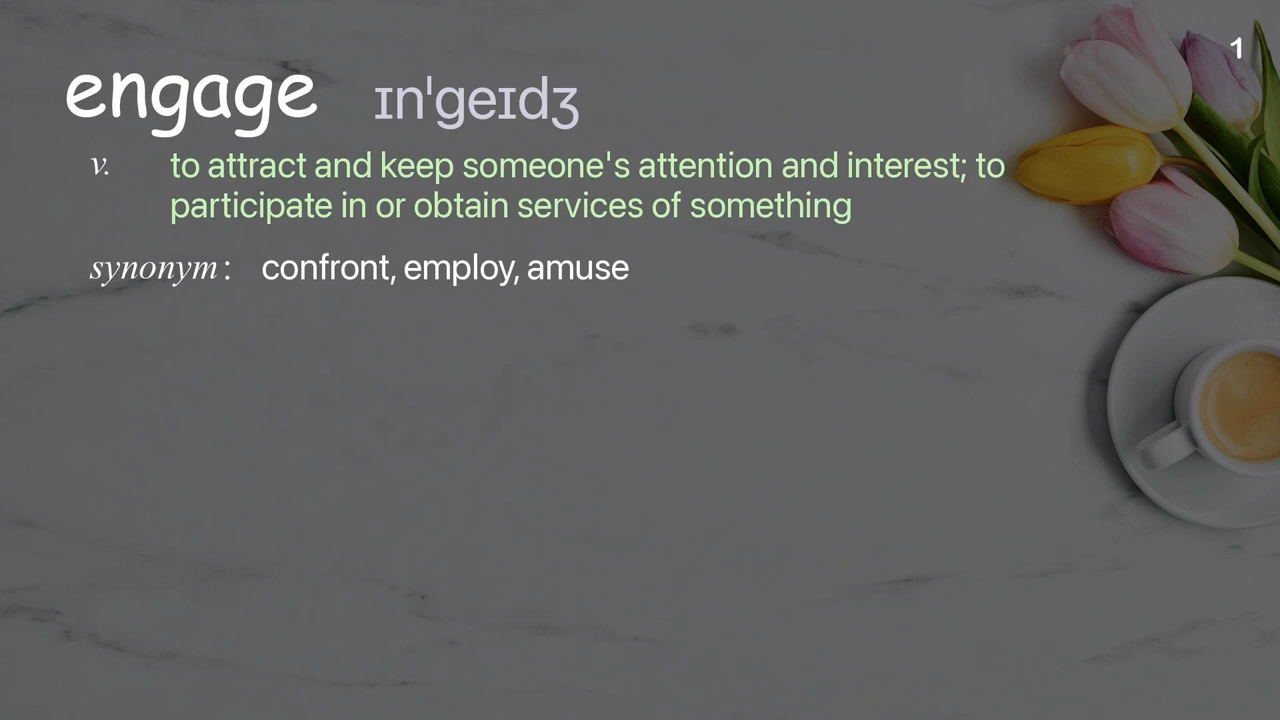 1
engage ɪnˈgeɪdʒ
v. to attract and keep someone's attention and interest; to
participate in or obtain services of something
synonym: confront, employ, amuse